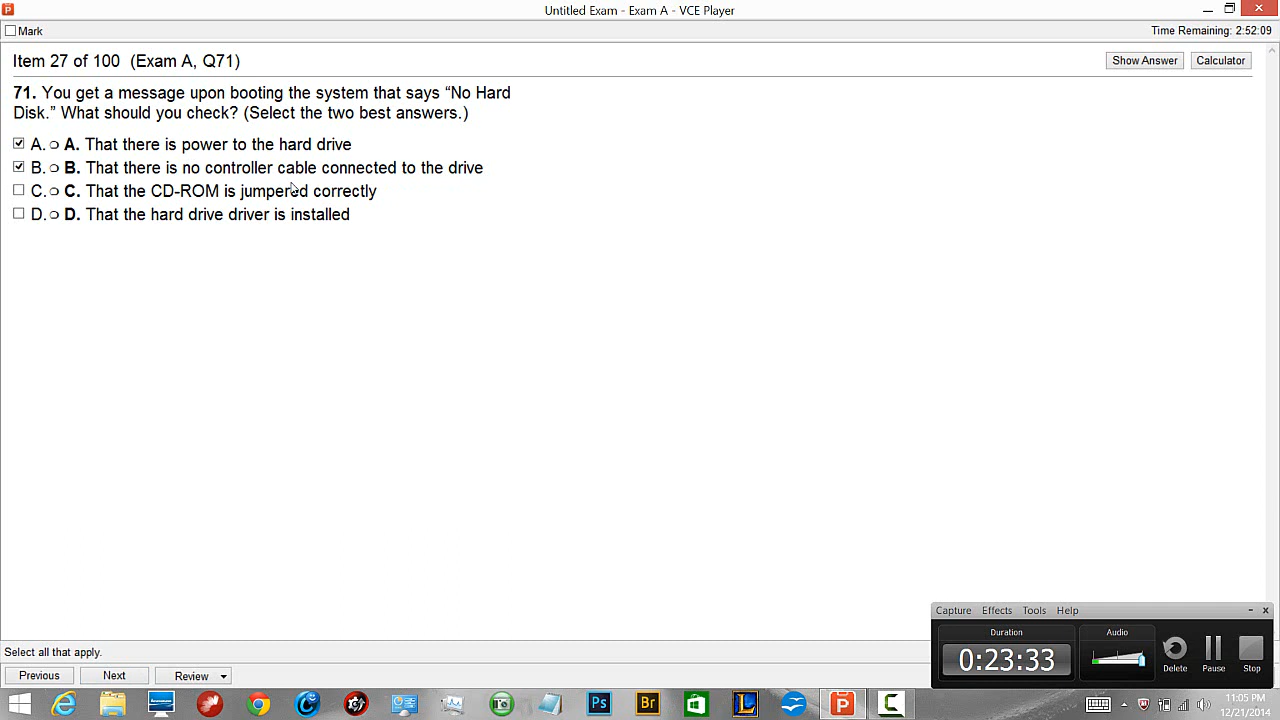 Untitled Exam - Exam A - VCE Player
Mark
Time Remaining: 2:52:09
Item 27 of 100 (Exam A, Q71)
Show Answer
Calculator
71. You get a message upon booting the system that says “No Hard
Disk.” What should you check? (Select the two best answers.)
A. A. That there is power to the hard drive
B. B. That there is no controller cable connected to the drive
C. C. That the CD-ROM is jumpered correctly
D. D. That the hard drive driver is installed
Capture Effects Tools Help
Duration
Audio
0:23:33
Delete
Pause
Stop
Select all that apply.
Previous
Next
Review
Ps
Br
L
11:05 PM
12/21/2014